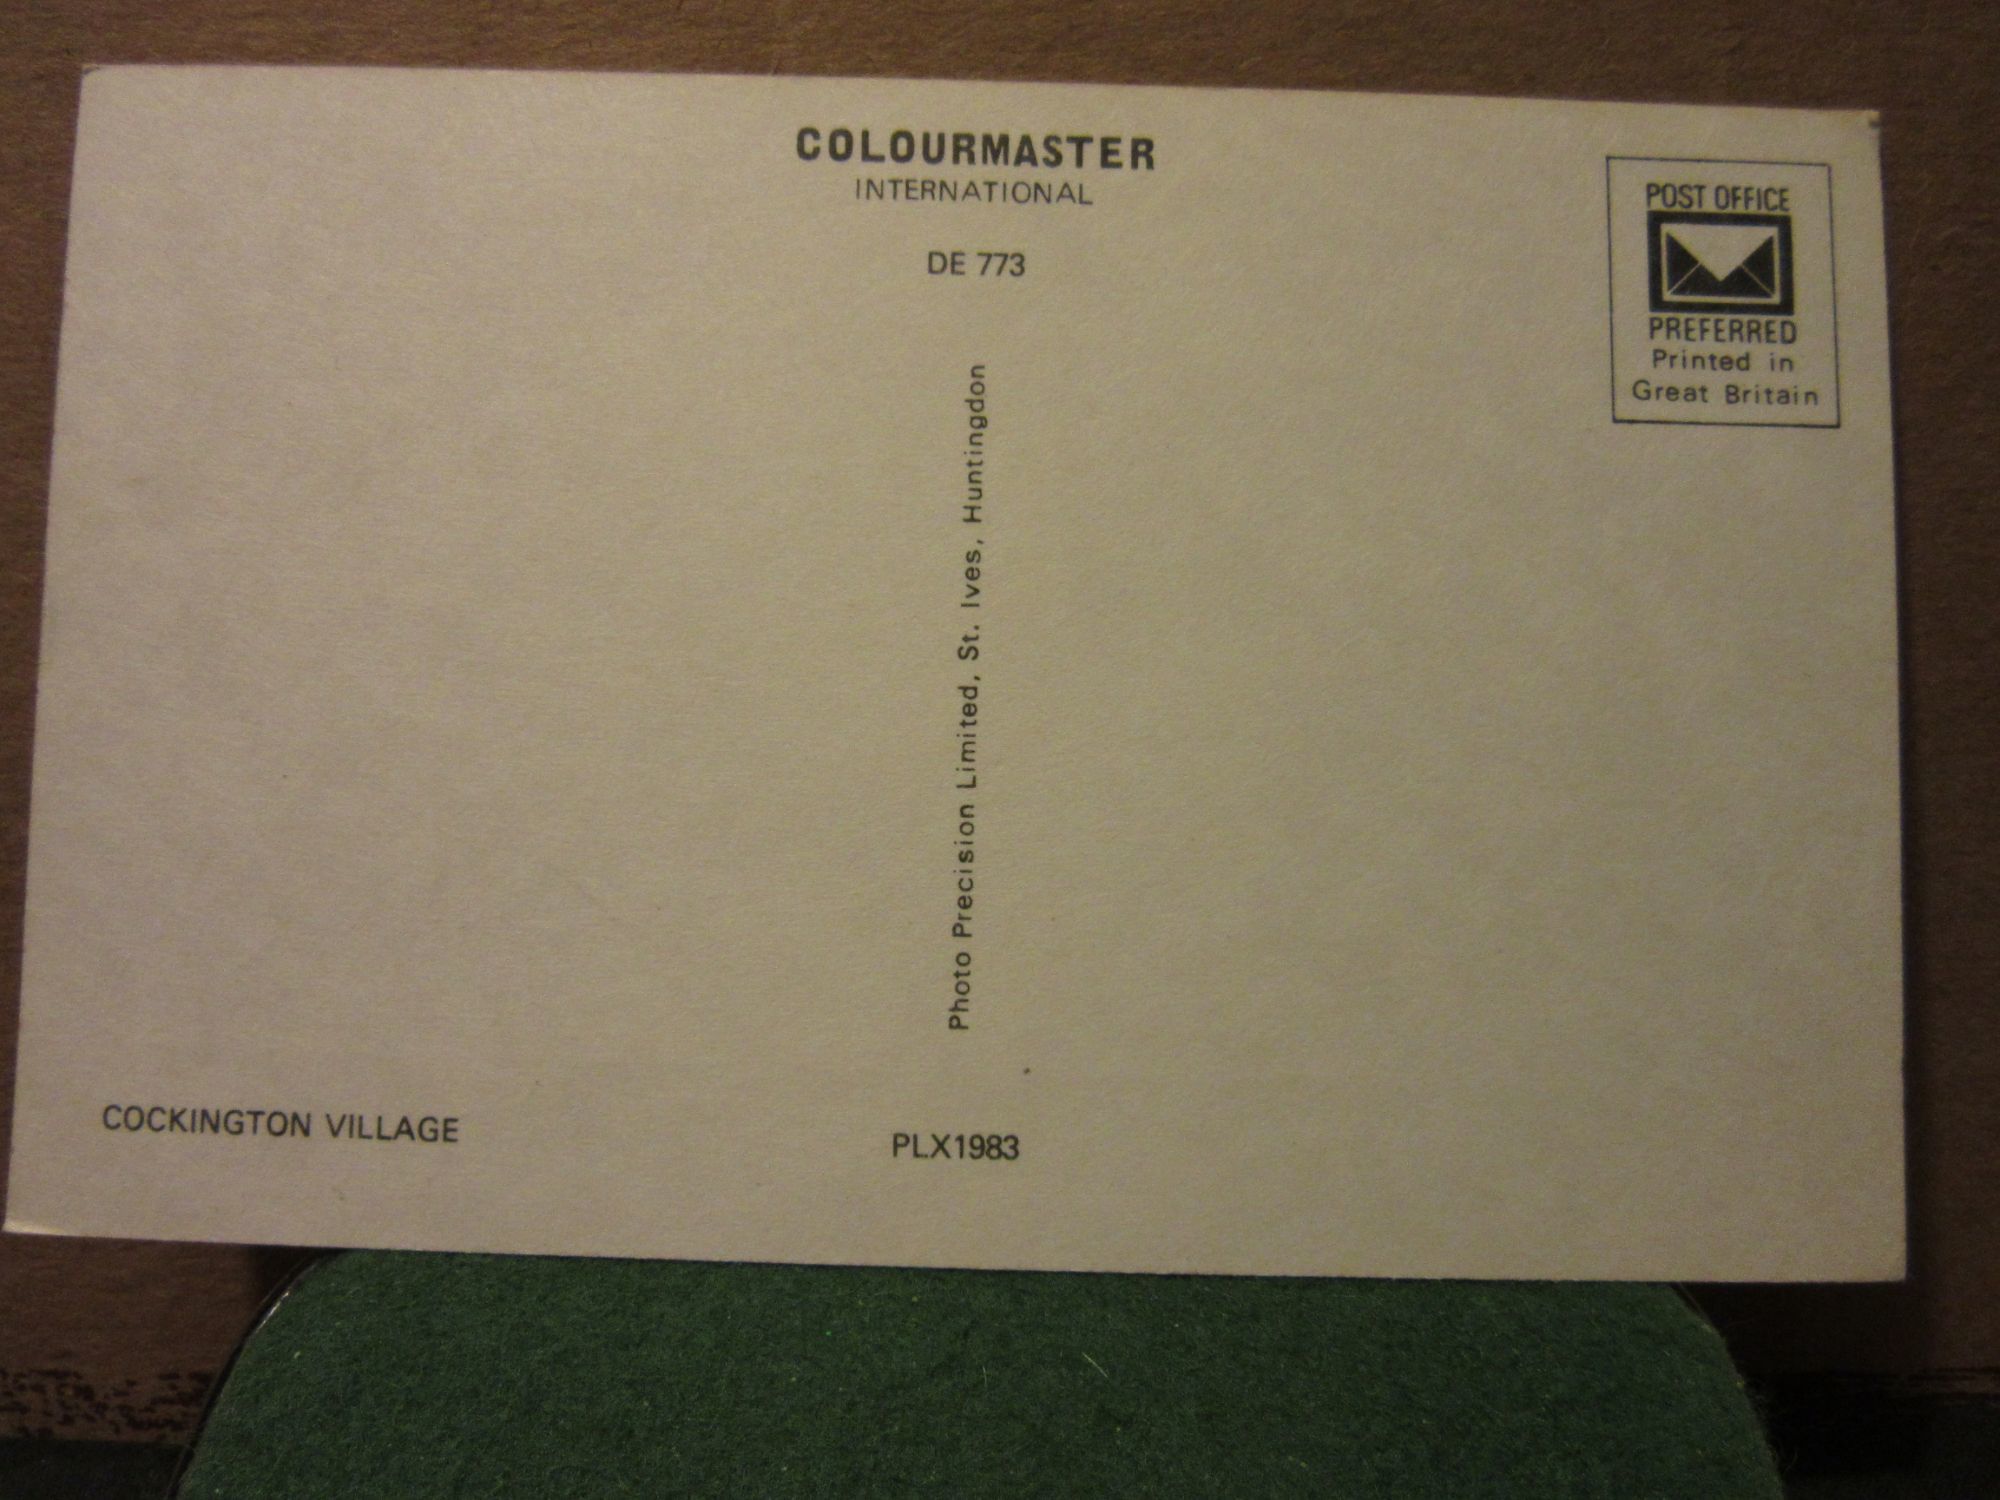 COLOURMASTER
INTERNATIONAL
DE 773
POST OFFICE
PREFERRED
Printed in
Great Britain
Photo Precision Limited, St. Ives, Huntingdon
COCKINGTON VILLAGE
PLX1983